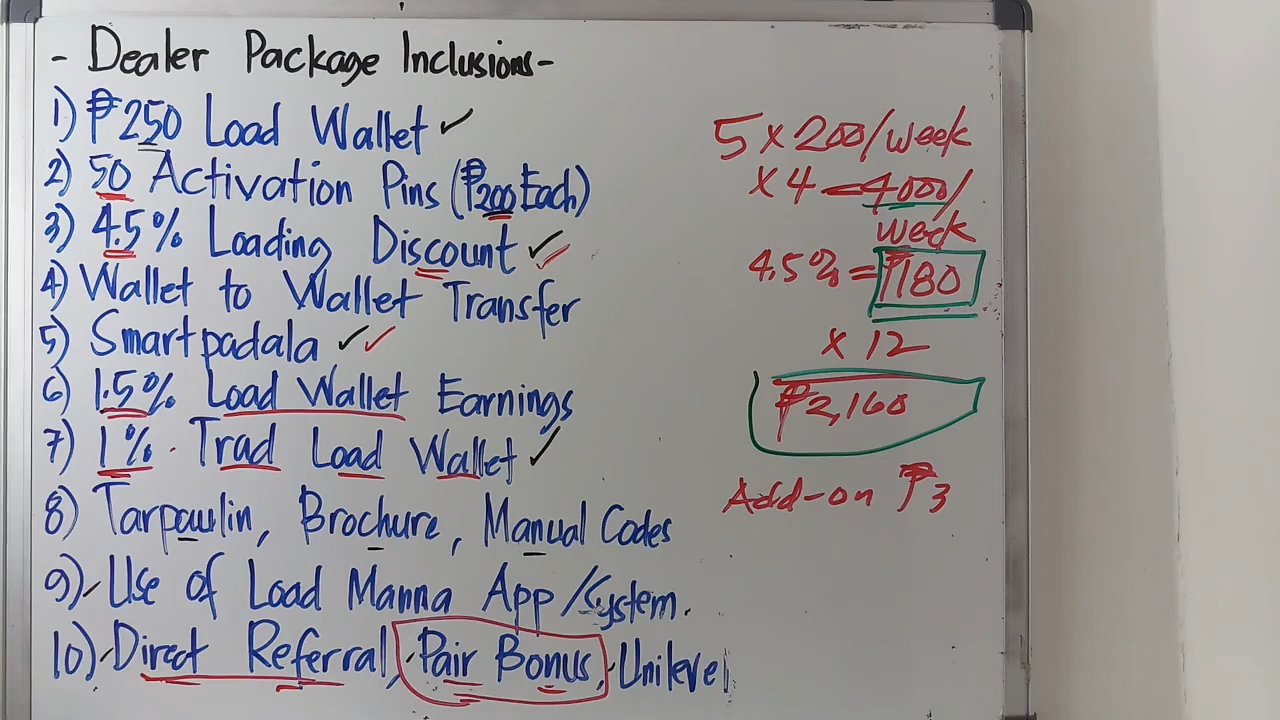 - Dealer Package Inclusions -
1) ₱250 Load Wallet ✓
2) 50 Activation Pins (₱200 Each)
3) 4.5% Loading Discount ✓✓
4) Wallet to Wallet Transfer
5) Smartpadala ✓✓
6) 1.5% Load Wallet Earnings
7) 1% Trad Load Wallet ✓
8) Tarpaulin, Brochure, Manual Codes
9) Use of Load Manna App/System.
10) Direct Referral, Pair Bonus, Unilevel
5 x 200/week
x 4 = 4000/
week
4.5% = ₱180
x 12
₱2,160
Add-on ₱3